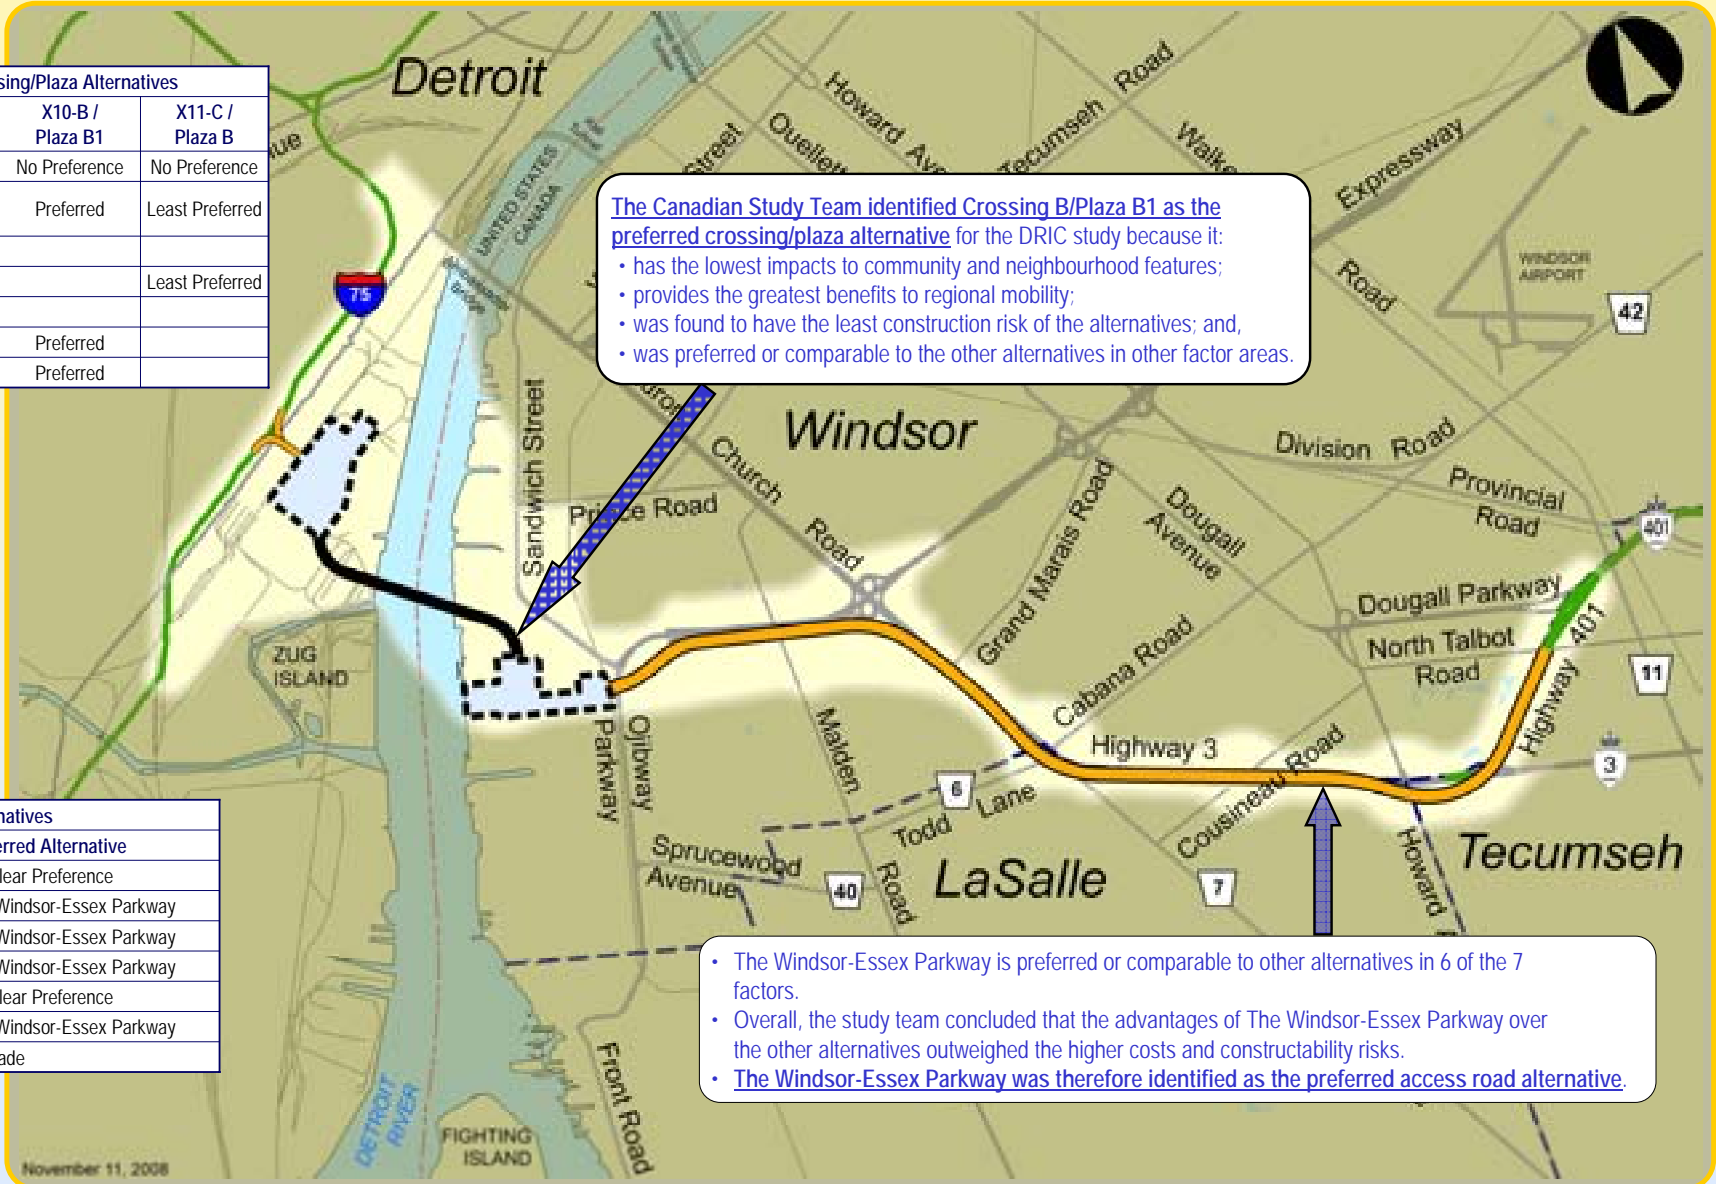 Detroit
sing/Plaza Alternatives
X10-B /
Plaza B1
X11-C /
Plaza B
No Preference
No Preference
Preferred
Least Preferred
Least Preferred
Preferred
Preferred
75
UNITED STATES
CANADA
Street
Howard
Tecumseh Road
Road
Expressway
WINDSOR
AIRPORT
42
The Canadian Study Team identified Crossing B/Plaza B1 as the
preferred crossing/plaza alternative for the DRIC study because it:
• has the lowest impacts to community and neighbourhood features;
• provides the greatest benefits to regional mobility;
• was found to have the least construction risk of the alternatives; and,
• was preferred or comparable to the other alternatives in other factor areas.
Windsor
Sandwich Street
Church
Road
Prince Road
Division Road
Provincial
Road
401
Dougall
Avenue
Grand Marais Road
Dougall Parkway
North Talbot
Road
401
Highway
11
3
ZUG
ISLAND
Cabana Road
Highway 3
Cousineau Road
6
Todd Lane
Malden
Road
Ojibway
Parkway
Sprucewood
Avenue
40
LaSalle
7
Howard
Tecumseh
natives
erred Alternative
lear Preference
Windsor-Essex Parkway
Windsor-Essex Parkway
Windsor-Essex Parkway
lear Preference
Windsor-Essex Parkway
ade
• The Windsor-Essex Parkway is preferred or comparable to other alternatives in 6 of the 7
factors.
• Overall, the study team concluded that the advantages of The Windsor-Essex Parkway over
the other alternatives outweighed the higher costs and constructability risks.
• The Windsor-Essex Parkway was therefore identified as the preferred access road alternative.
Front Road
DETROIT
RIVER
FIGHTING
ISLAND
November 11, 2008